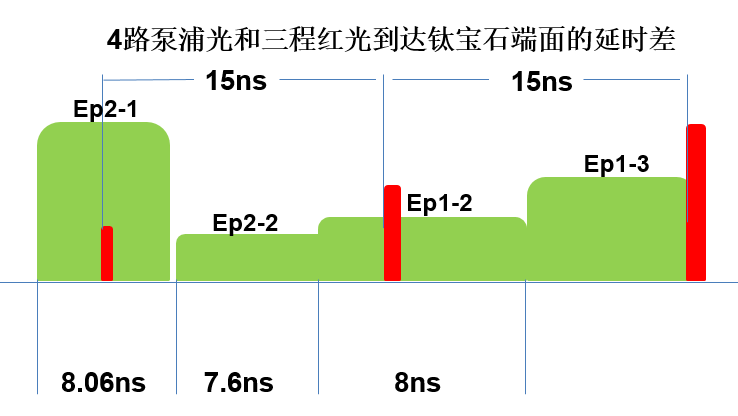 4路泵浦光和三程红光到达钛宝石端面的延时差
15ns
15ns
Ep2-1
Ep2-2
Ep1-2
Ep1-3
8.06ns
7.6ns
8ns